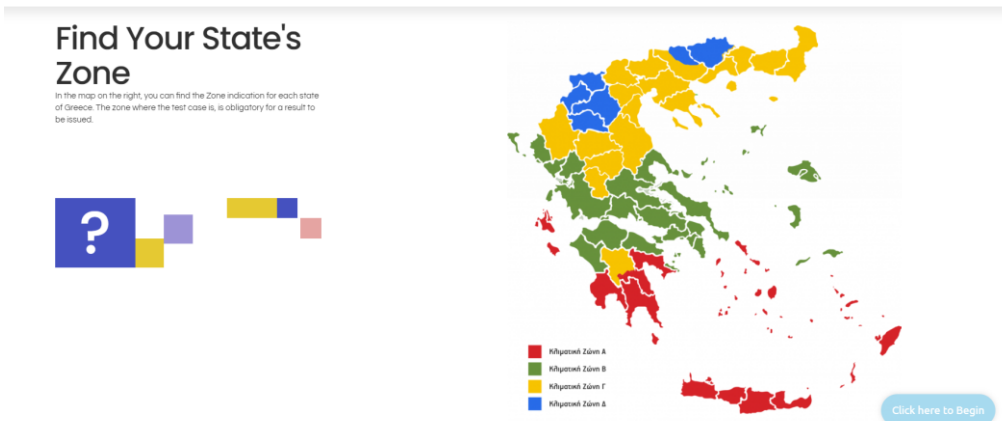 Find Your State's
Zone
In the map on the right, you can find the Zone indication for each state
of Greece. The zone where the test case is, is obligatory for a result to
be issued.
?
Κλιματική Ζώνη Α
Κλιματική Ζώνη Β
Κλιματική Ζώνη Γ
Κλιματική Ζώνη Δ
Click here to Begin